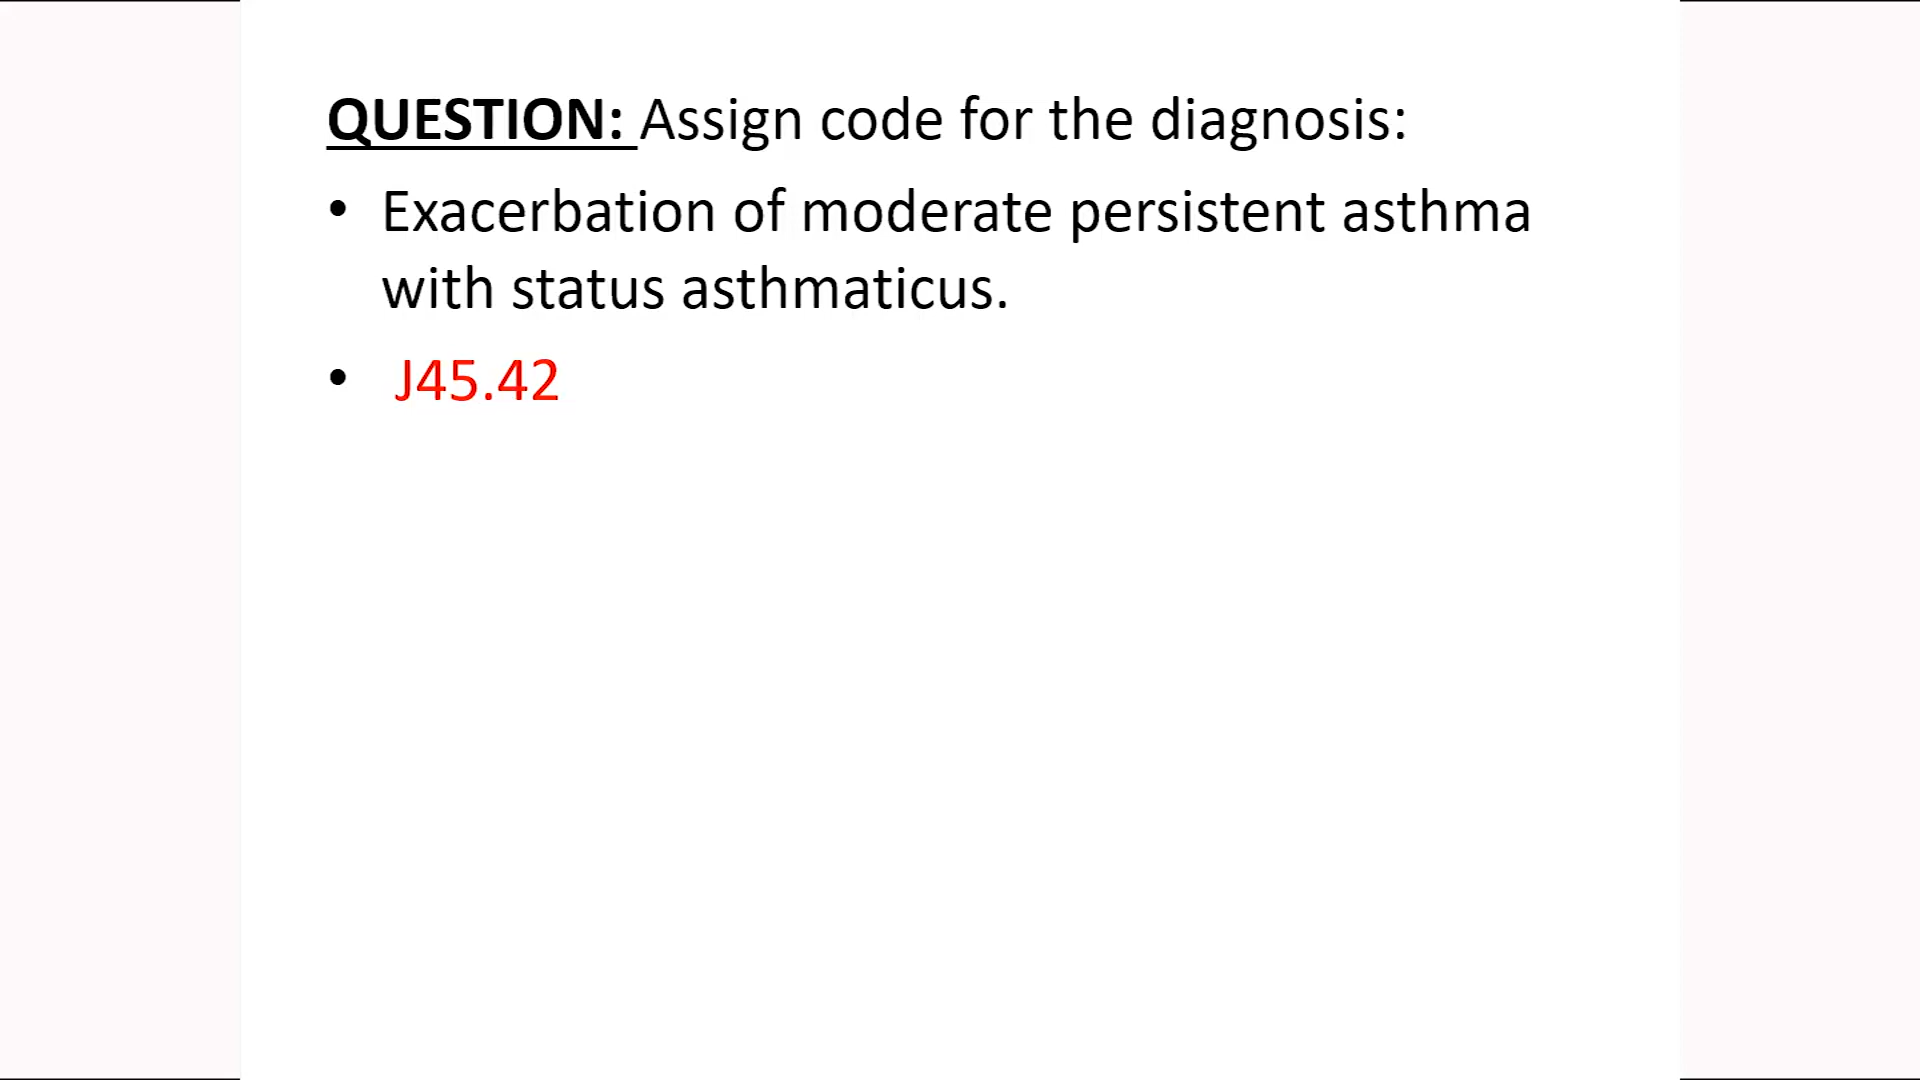 QUESTION: Assign code for the diagnosis:
• Exacerbation of moderate persistent asthma
with status asthmaticus.
• J45.42